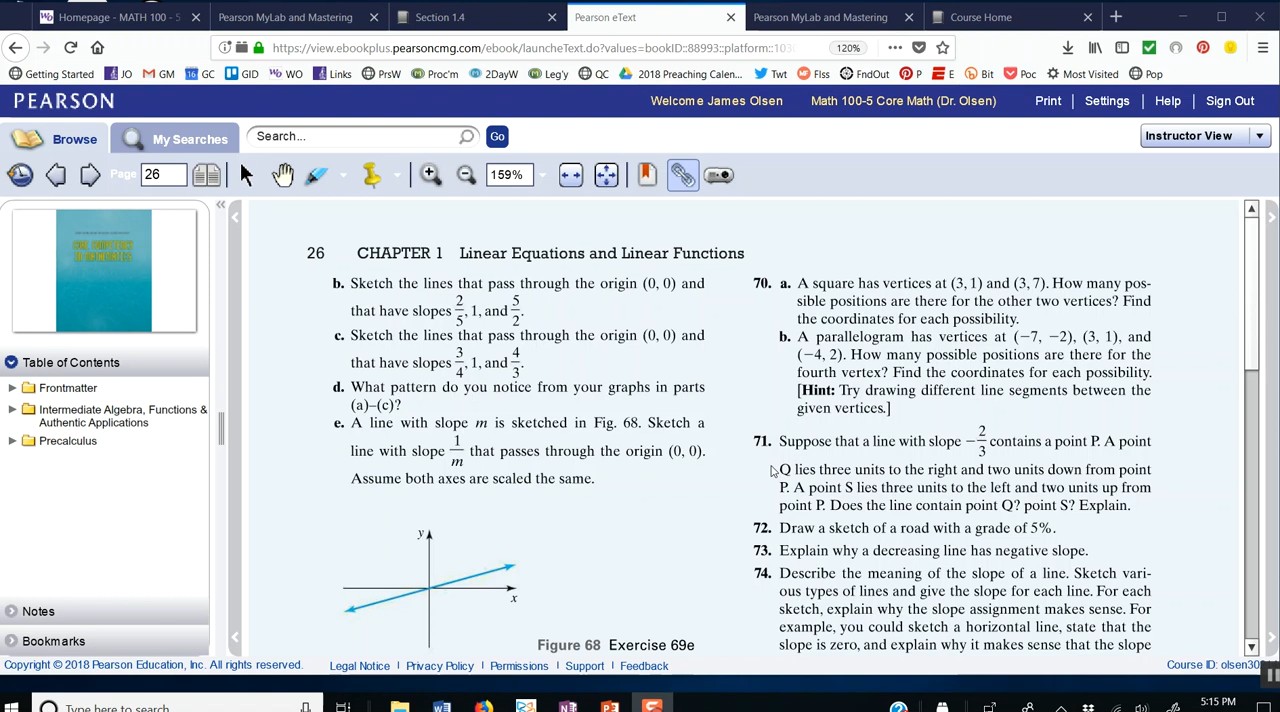 Homepage - MATH 100 - 5
Pearson MyLab and Mastering
Section 1.4
Pearson eText
Pearson MyLab and Mastering
Course Home
https://view.ebookplus.pearsoncmg.com/ebook/launcheText.do?values=bookID::88993::platform::103
120%
Getting Started JO GM GC GID WO Links PrsW Proc'm 2DayW Leg'y QC 2018 Preaching Calen... Twt FIss FndOut P E Bit Poc Most Visited Pop
PEARSON
Welcome James Olsen
Math 100-5 Core Math (Dr. Olsen)
Print
Settings
Help
Sign Out
Browse
My Searches
Search...
Go
Instructor View
Page
26
159%
Table of Contents
Frontmatter
Intermediate Algebra, Functions &
Authentic Applications
Precalculus
Notes
Bookmarks
26 CHAPTER 1 Linear Equations and Linear Functions
b. Sketch the lines that pass through the origin (0, 0) and
that have slopes 2/5, 1, and 5/2.
c. Sketch the lines that pass through the origin (0, 0) and
that have slopes 3/4, 1, and 4/3.
d. What pattern do you notice from your graphs in parts
(a)–(c)?
e. A line with slope m is sketched in Fig. 68. Sketch a
line with slope 1/m that passes through the origin (0, 0).
Assume both axes are scaled the same.
y
x
Figure 68 Exercise 69e
70. a. A square has vertices at (3, 1) and (3, 7). How many pos-
sible positions are there for the other two vertices? Find
the coordinates for each possibility.
b. A parallelogram has vertices at (−7, −2), (3, 1), and
(−4, 2). How many possible positions are there for the
fourth vertex? Find the coordinates for each possibility.
[Hint: Try drawing different line segments between the
given vertices.]
71. Suppose that a line with slope −2/3 contains a point P. A point
Q lies three units to the right and two units down from point
P. A point S lies three units to the left and two units up from
point P. Does the line contain point Q? point S? Explain.
72. Draw a sketch of a road with a grade of 5%.
73. Explain why a decreasing line has negative slope.
74. Describe the meaning of the slope of a line. Sketch vari-
ous types of lines and give the slope for each line. For each
sketch, explain why the slope assignment makes sense. For
example, you could sketch a horizontal line, state that the
slope is zero, and explain why it makes sense that the slope
Copyright © 2018 Pearson Education, Inc. All rights reserved.
Legal Notice | Privacy Policy | Permissions | Support | Feedback
Type here to search
5:15 PM